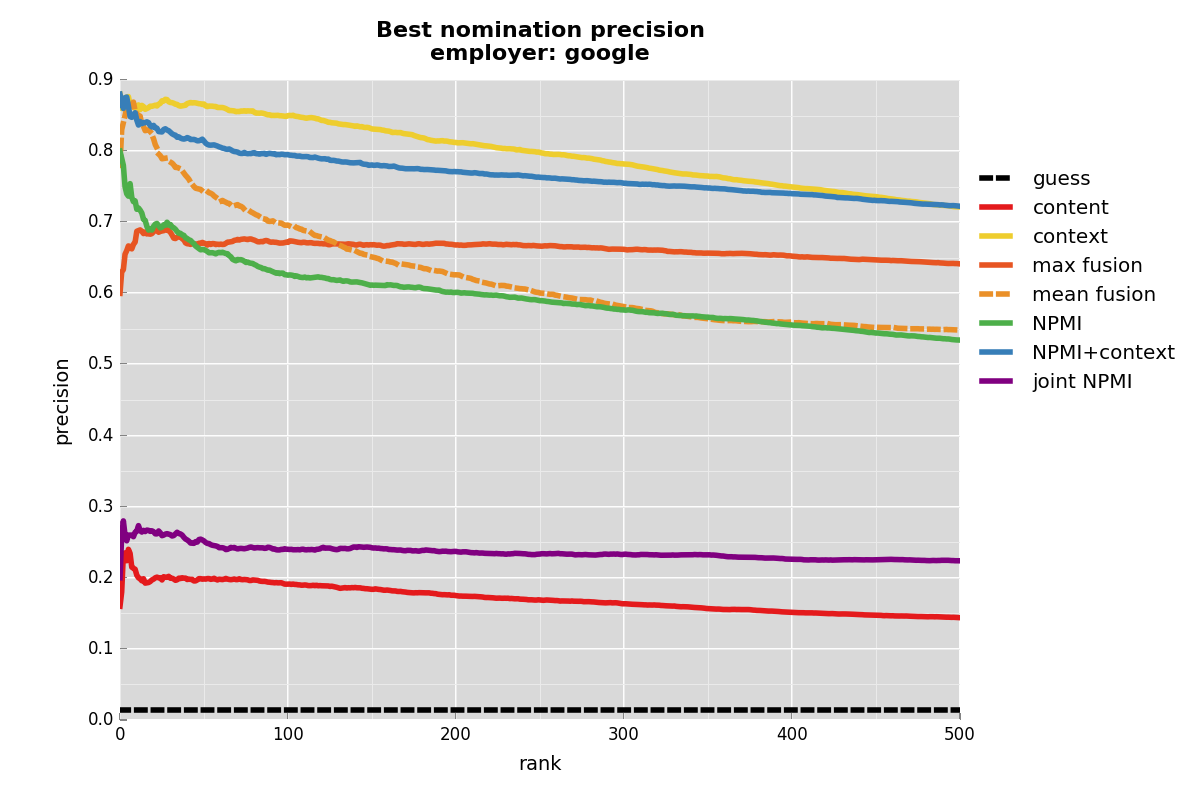 Best nomination precision
employer: google
precision
0.9
0.8
0.7
0.6
0.5
0.4
0.3
0.2
0.1
0.0
0
100
200
300
400
500
rank
guess
content
context
max fusion
mean fusion
NPMI
NPMI+context
joint NPMI